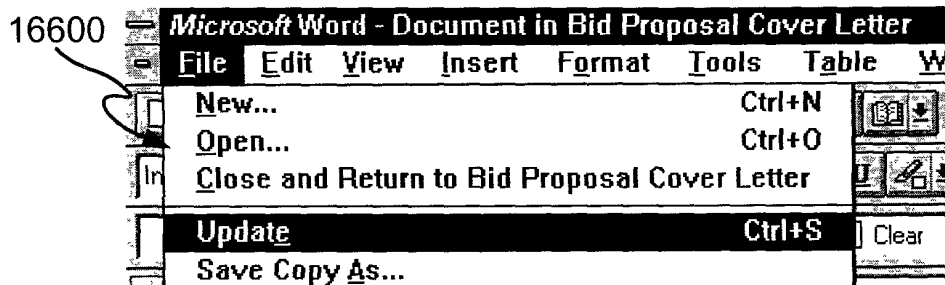 16600
Microsoft Word - Document in Bid Proposal Cover Letter
File Edit View Insert Format Tools Table W
New... Ctrl+N
Open... Ctrl+O
In
Close and Return to Bid Proposal Cover Letter U
Update Ctrl+S Clear
Save Copy As...